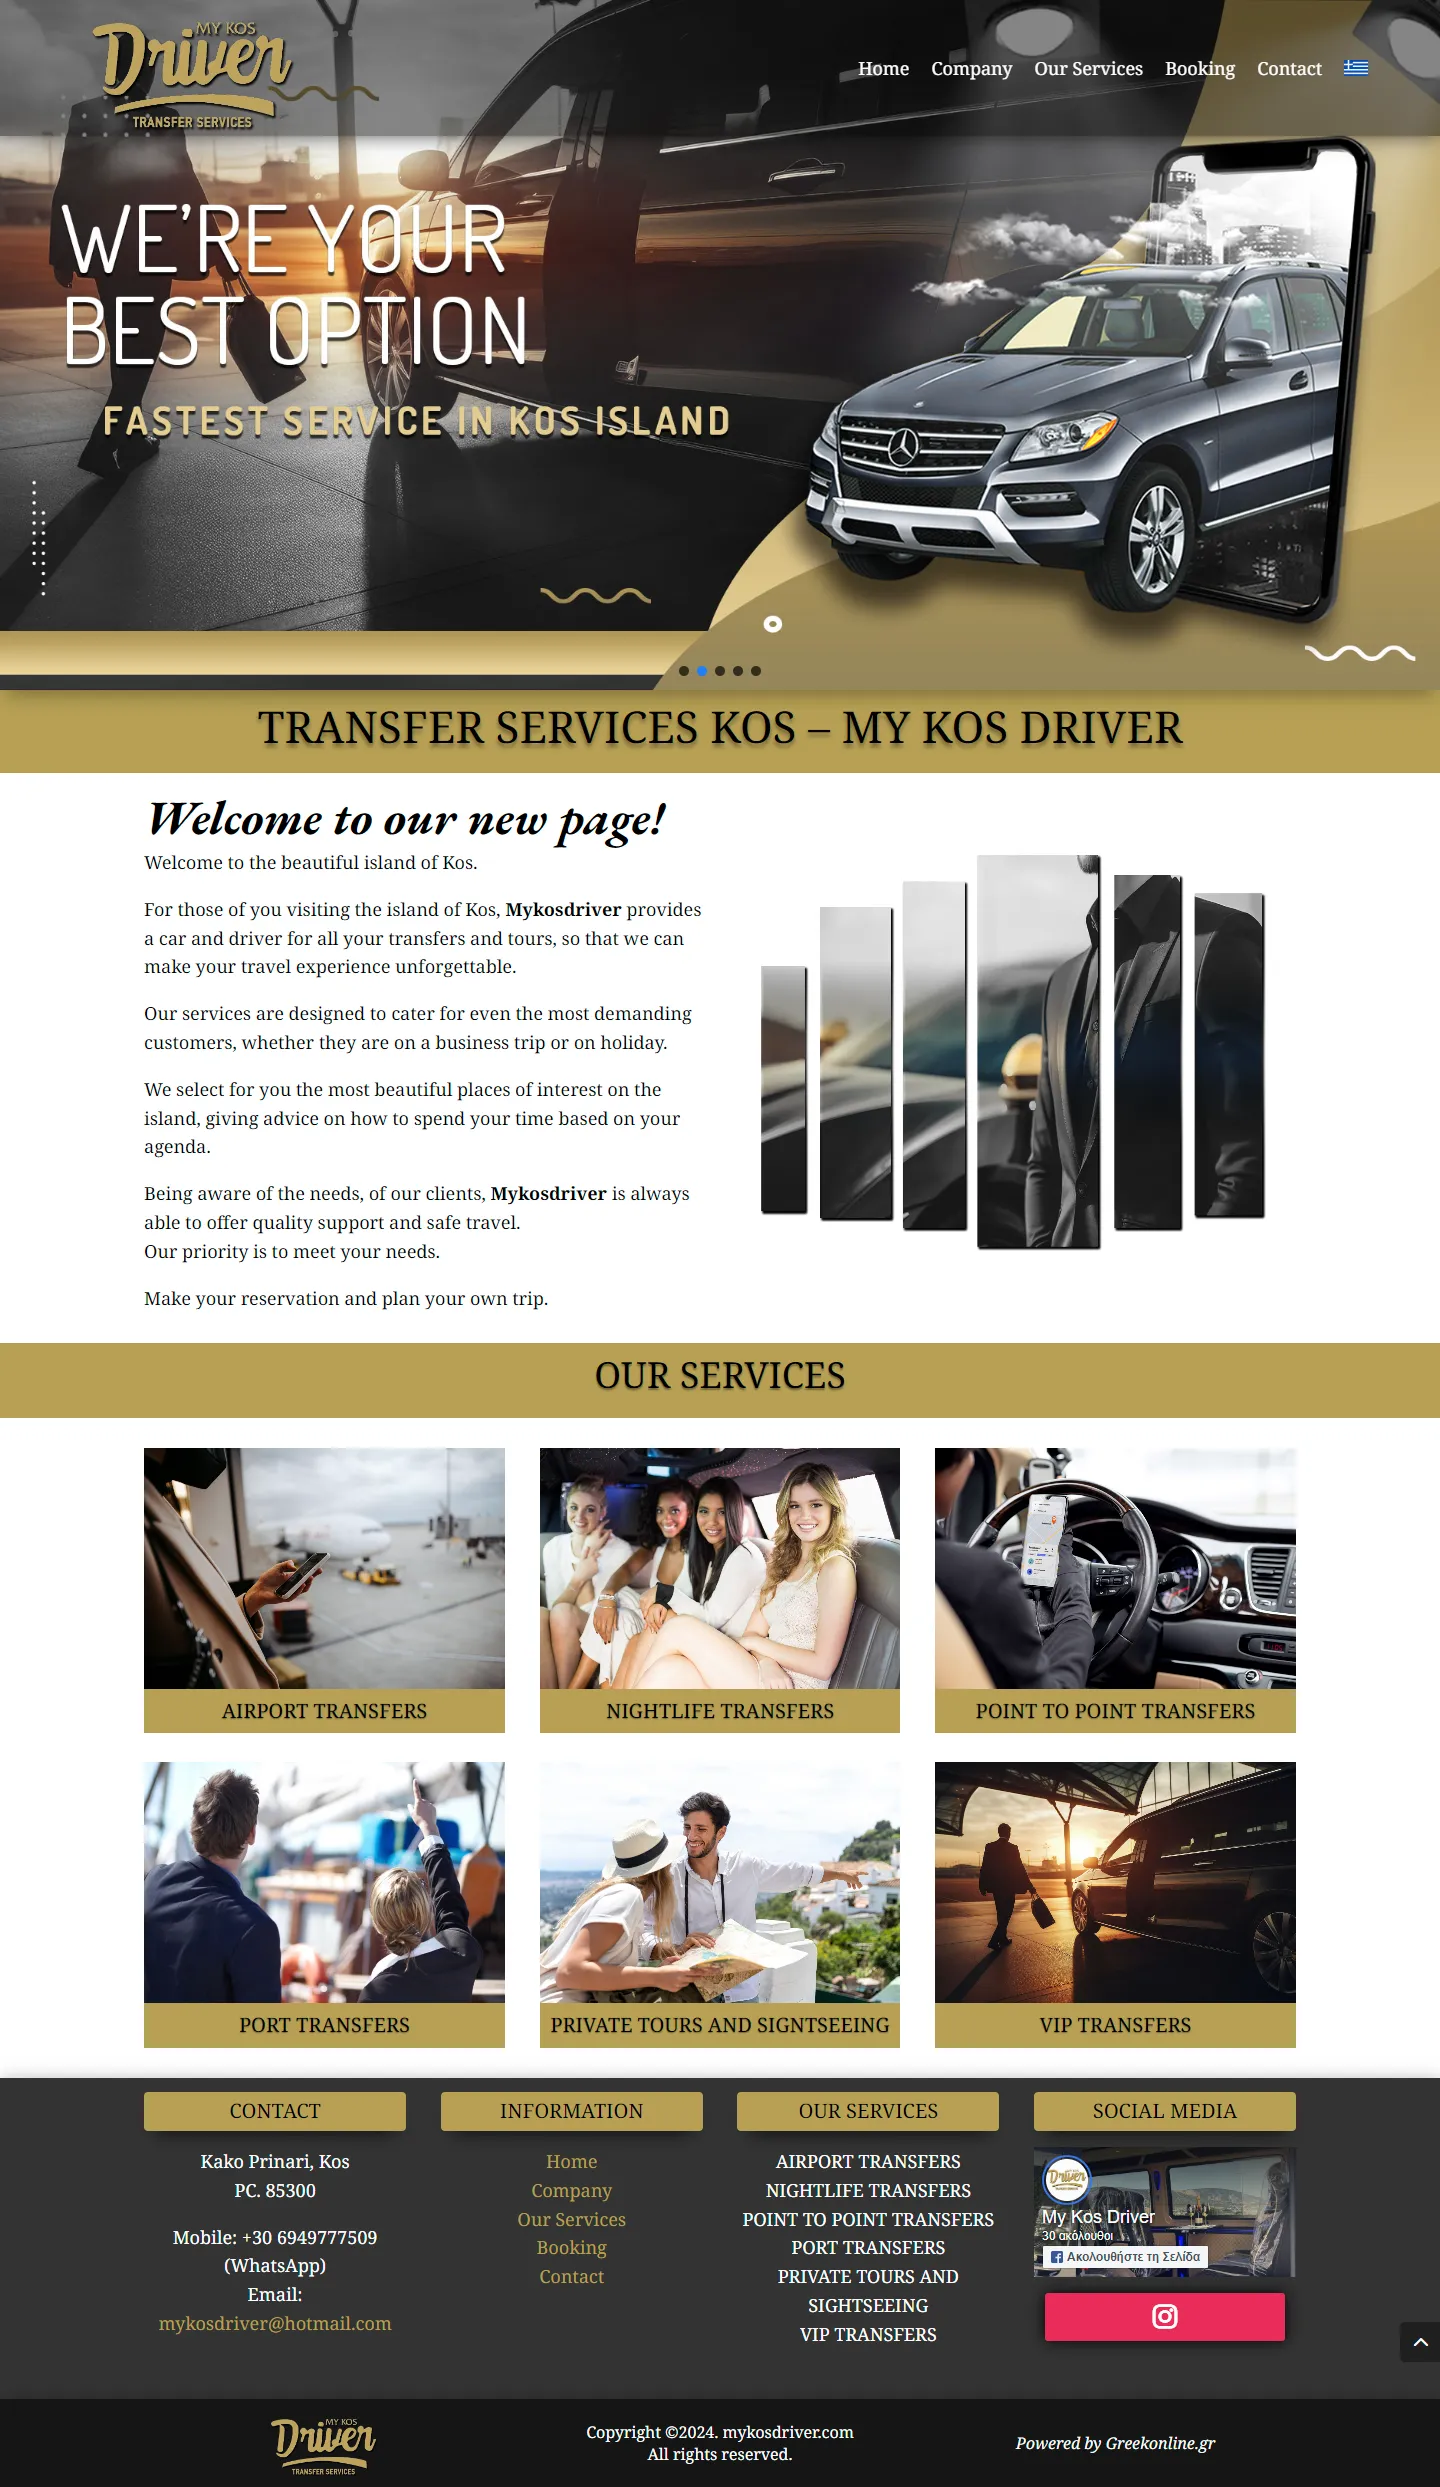 MY KOS
Driver
TRANSFER SERVICES
Home Company Our Services Booking Contact
WE'RE YOUR
BEST OPTION
FASTEST SERVICE IN KOS ISLAND
TRANSFER SERVICES KOS – MY KOS DRIVER
Welcome to our new page!
Welcome to the beautiful island of Kos.
For those of you visiting the island of Kos, Mykosdriver provides
a car and driver for all your transfers and tours, so that we can
make your travel experience unforgettable.
Our services are designed to cater for even the most demanding
customers, whether they are on a business trip or on holiday.
We select for you the most beautiful places of interest on the
island, giving advice on how to spend your time based on your
agenda.
Being aware of the needs, of our clients, Mykosdriver is always
able to offer quality support and safe travel.
Our priority is to meet your needs.
Make your reservation and plan your own trip.
OUR SERVICES
AIRPORT TRANSFERS
NIGHTLIFE TRANSFERS
POINT TO POINT TRANSFERS
PORT TRANSFERS
PRIVATE TOURS AND SIGNTSEEING
VIP TRANSFERS
CONTACT
Kako Prinari, Kos
PC. 85300
Mobile: +30 6949777509
(WhatsApp)
Email:
mykosdriver@hotmail.com
INFORMATION
Home
Company
Our Services
Booking
Contact
OUR SERVICES
AIRPORT TRANSFERS
NIGHTLIFE TRANSFERS
POINT TO POINT TRANSFERS
PORT TRANSFERS
PRIVATE TOURS AND
SIGHTSEEING
VIP TRANSFERS
SOCIAL MEDIA
Driver
My Kos Driver
30 ακόλουθοι
Ακολουθήστε τη Σελίδα
MY KOS
Driver
TRANSFER SERVICES
Copyright ©2024. mykosdriver.com
All rights reserved.
Powered by Greekonline.gr